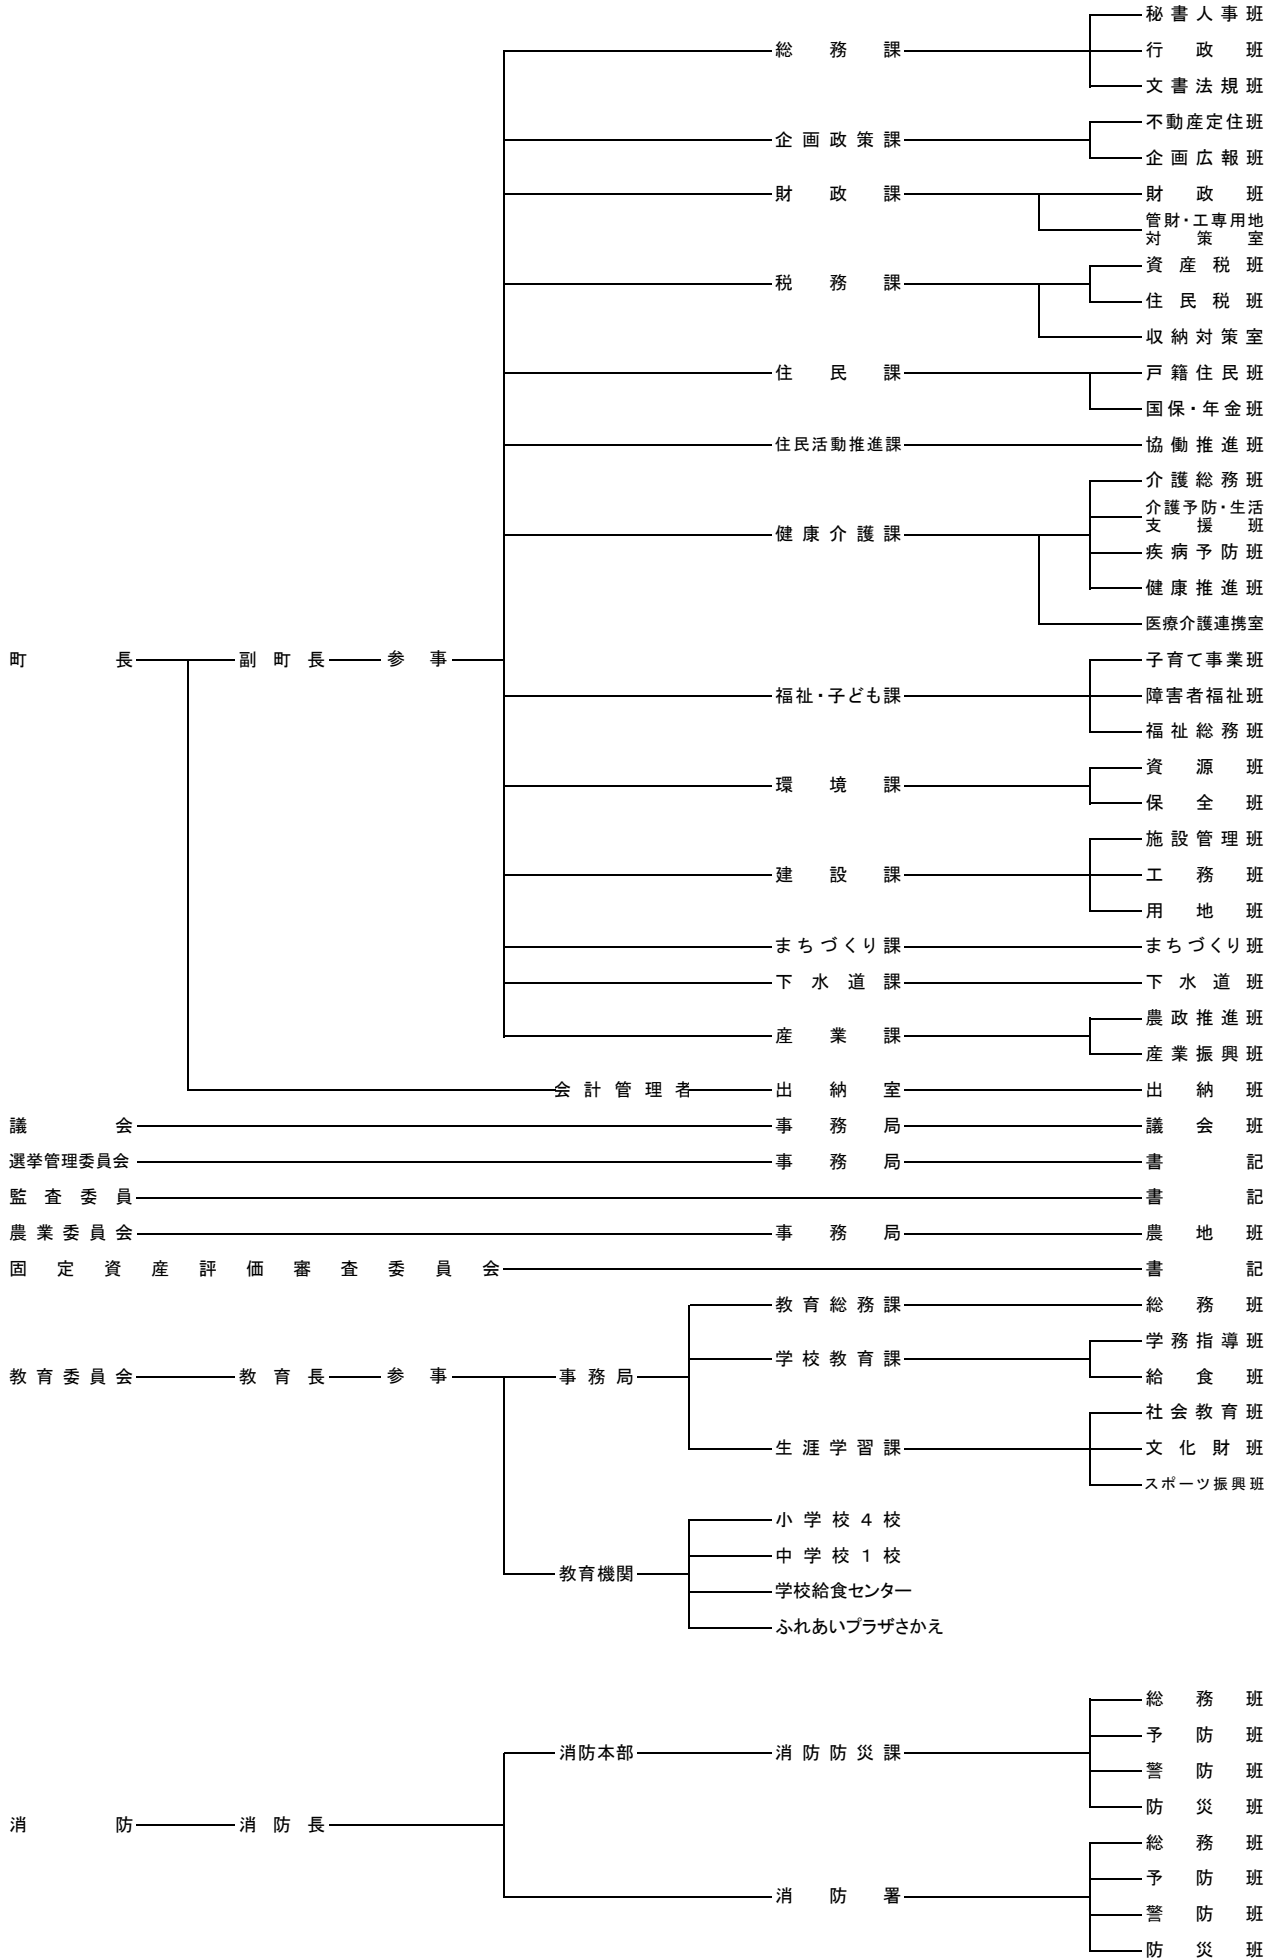 秘書人事班
総務課 行政班
文書法規班
不動産定住班
企画政策課
企画広報班
財政課 財政班
管財・工専用地
対策室
資産税班
税務課
住民税班
収納対策室
住民課 戸籍住民班
国保・年金班
住民活動推進課 協働推進班
介護総務班
介護予防・生活
支援班
健康介護課
疾病予防班
健康推進班
医療介護連携室
町長 副町長 参事 子育て事業班
福祉・子ども課 障害者福祉班
福祉総務班
資源班
環境課
保全班
施設管理班
建設課 工務班
用地班
まちづくり課 まちづくり班
下水道課 下水道班
農政推進班
産業課
産業振興班
会計管理者 出納室 出納班
議会 事務局 議会班
選挙管理委員会 事務局 書記
監査委員 書記
農業委員会 事務局 農地班
固定資産評価審査委員会 書記
教育総務課 総務班
学務指導班
学校教育課
教育委員会 教育長 参事 事務局 給食班
社会教育班
生涯学習課 文化財班
スポーツ振興班
小学校4校
中学校1校
教育機関
学校給食センター
ふれあいプラザさかえ
総務班
予防班
消防本部 消防防災課
警防班
防災班
消防 消防長
総務班
予防班
消防署
警防班
防災班